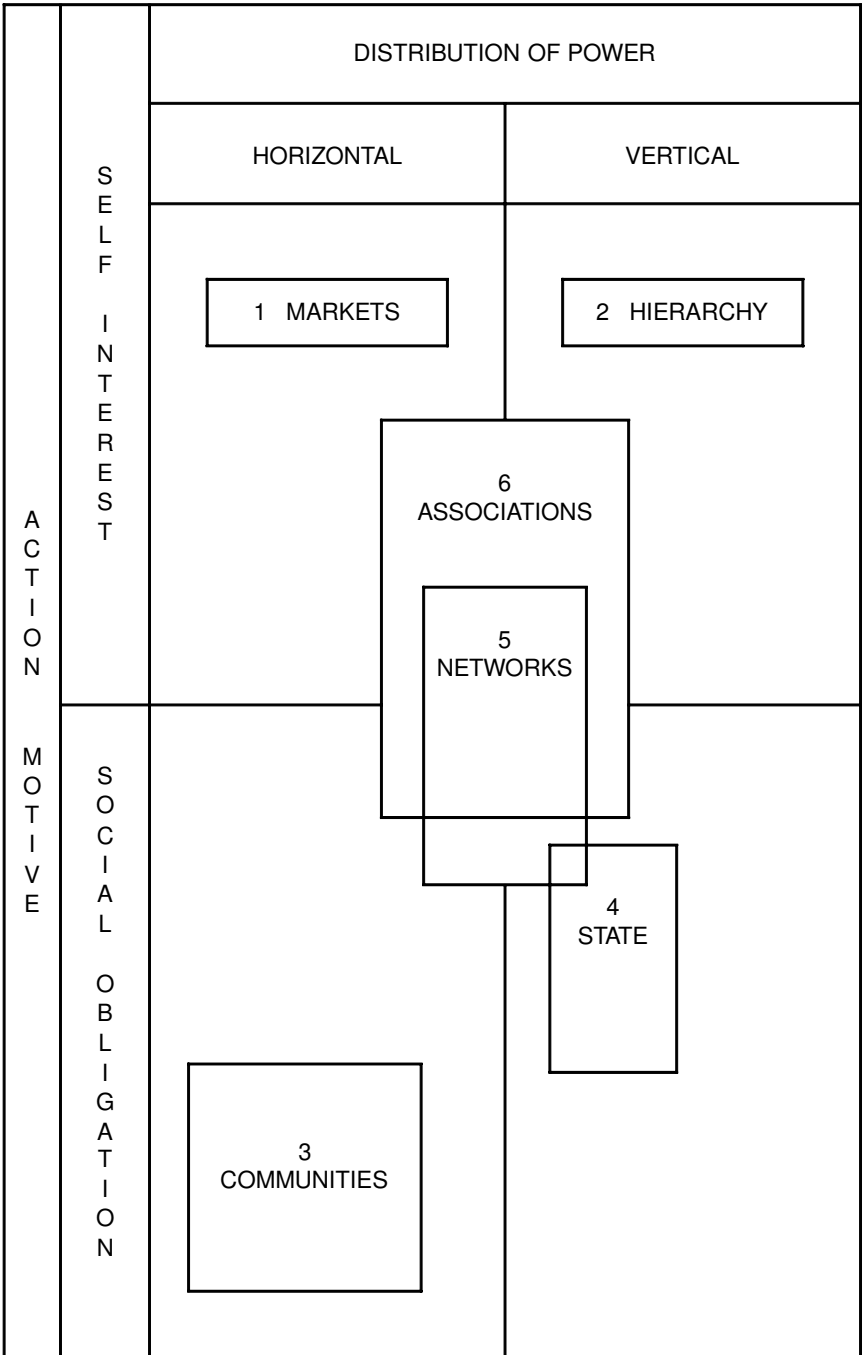 DISTRIBUTION OF POWER
HORIZONTAL
VERTICAL
SELF INTEREST
1 MARKETS
2 HIERARCHY
6
ASSOCIATIONS
5
NETWORKS
ACTION MOTIVE
SOCIAL OBLIGATION
4
STATE
3
COMMUNITIES